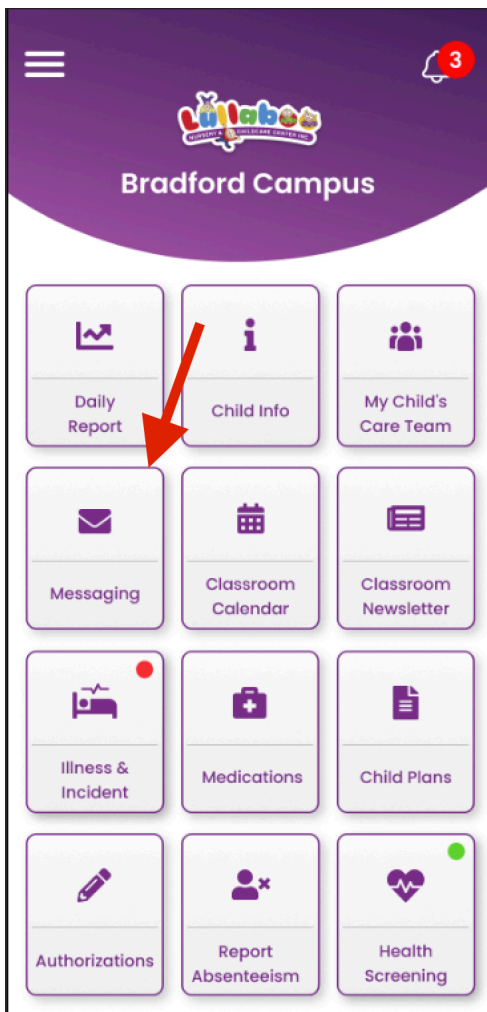 3
Lullaboo
NURSERY & CHILDCARE CENTER INC
Bradford Campus
Daily
Report
Child Info
My Child's
Care Team
Messaging
Classroom
Calendar
Classroom
Newsletter
Illness &
Incident
Medications
Child Plans
Authorizations
Report
Absenteeism
Health
Screening